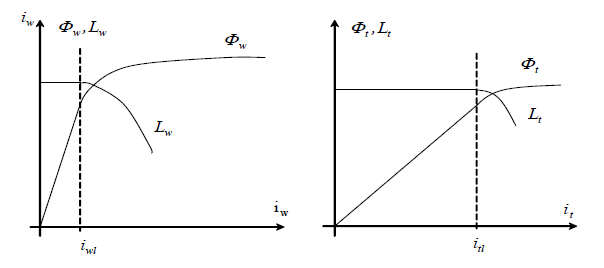 i_w
Φ_w, L_w
Φ_w
L_w
i_w
i_wl
Φ_t, L_t
Φ_t
L_t
i_t
i_tl